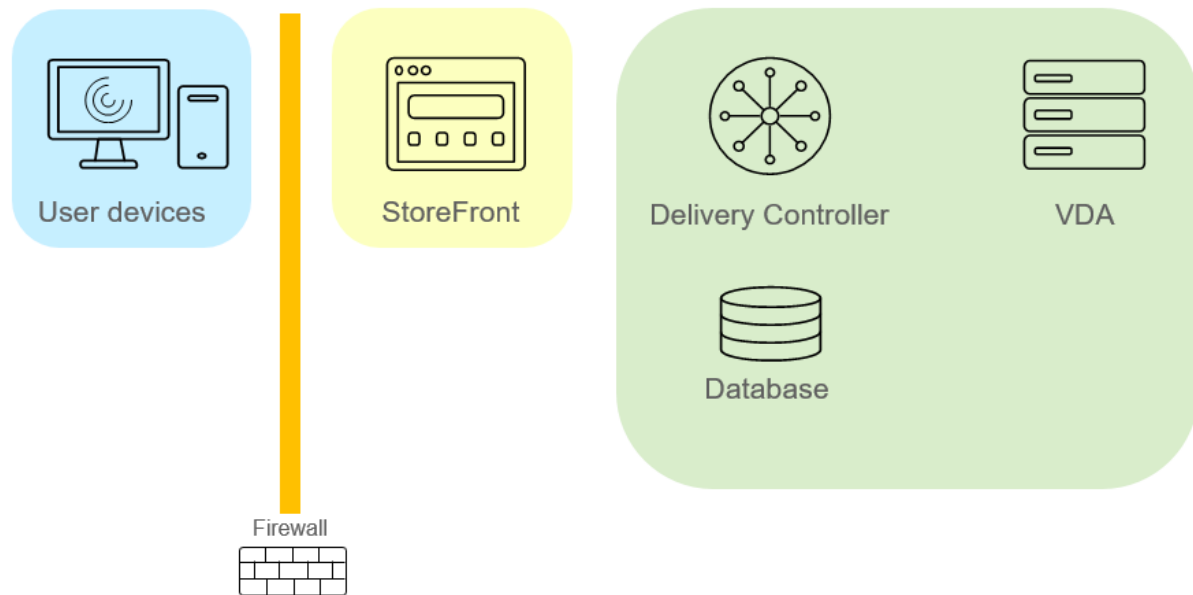 User devices
StoreFront
Delivery Controller
VDA
Database
Firewall